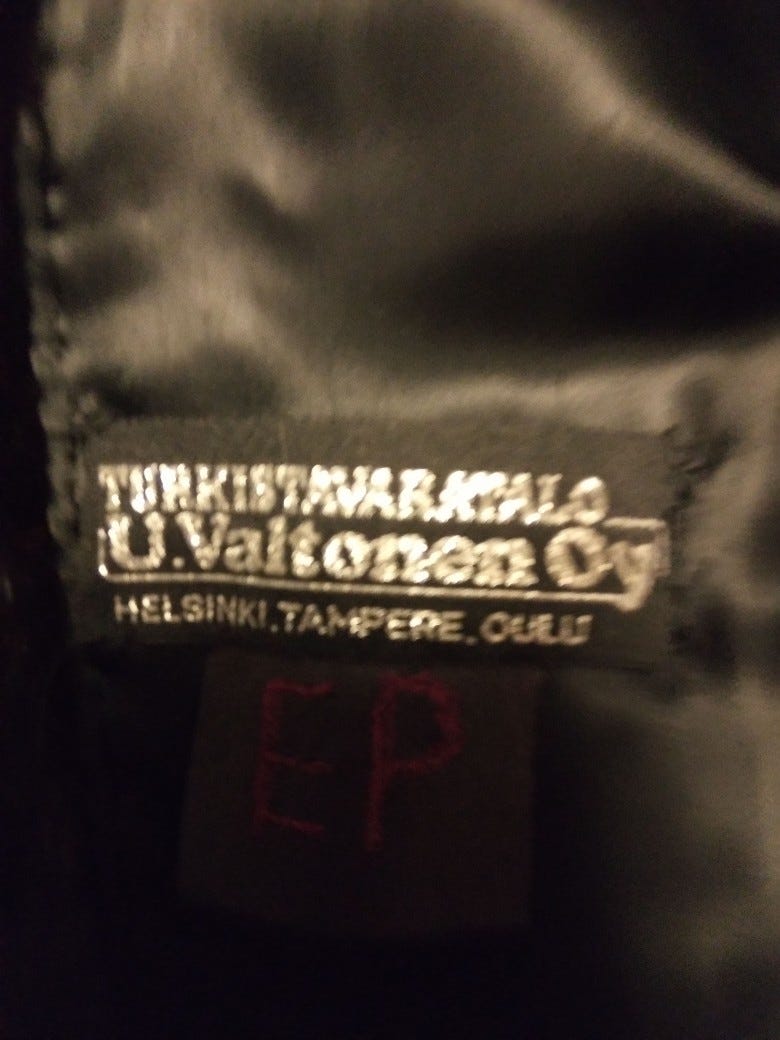 TURKISTAVARATALO
U.Valtonen Oy
HELSINKI.TAMPERE.OULU
EP